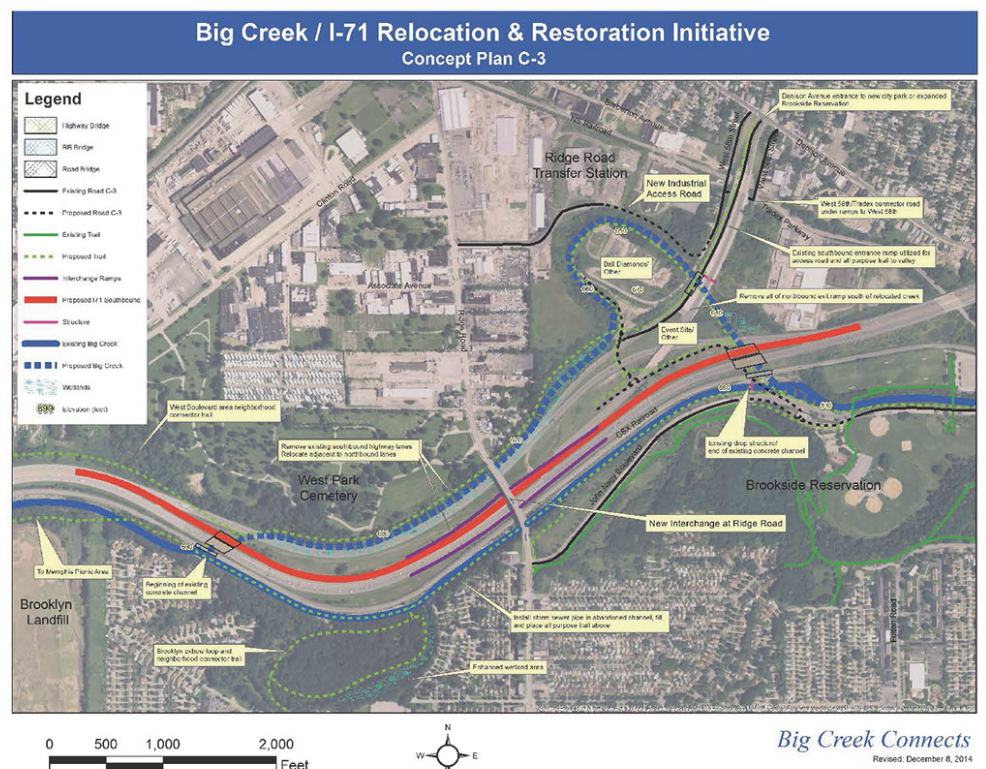 Big Creek / I-71 Relocation & Restoration Initiative
Concept Plan C-3
Legend
Highway Bridge
RR Bridge
Road Bridge
Existing Road C-3
Proposed Road C-3
Existing Trail
Proposed Trail
Interchange Ramps
Proposed I71 Southbound
Structure
Existing Big Creek
Proposed Big Creek
Wetlands
Elevation (feet)
Denison Avenue entrance to new city park or expanded
Brookside Reservation
NS Railroad
Denison Avenue
Ridge Road
Transfer Station
New Industrial
Access Road
Clinton Road
West 58th/Tradex connector road
under ramps to West 58th
Tradex Parkway
Existing southbound entrance ramp utilized for
access road and all purpose trail to valley
Ball Diamonds/
Other
Associate Avenue
Remove all of northbound exit ramp south of relocated creek
Ridge Road
Event Site/
Other
West Boulevard area neighborhood
connector trail
CSX Railroad
Remove existing southbound highway lanes
Relocate adjacent to northbound lanes
Existing drop structure/
end of existing concrete channel
West Park
Cemetery
John Nagy Boulevard
Brookside Reservation
New Interchange at Ridge Road
To Memphis Picnic Area
Beginning of existing
concrete channel
Brooklyn
Landfill
Install storm sewer pipe in abandoned channel, fill
and place all purpose trail above
Brooklyn oxbow loop and
neighborhood connector trail
Enhanced wetland area
N
W E
S
0 500 1,000 2,000
Feet
Big Creek Connects
Revised: December 8, 2014